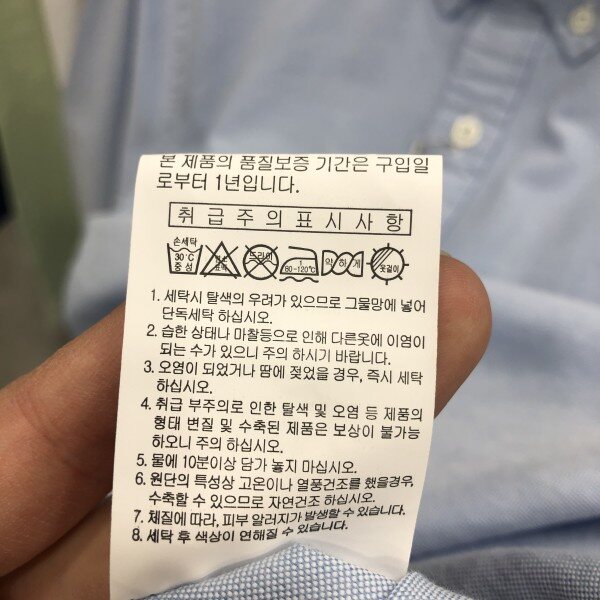 본 제품의 품질보증 기간은 구입일
로부터 1년입니다.
취급주의표시사항
손세탁 30℃ 중성 드라이 1 80-120℃ 약하게 옷걸이
1. 세탁시 탈색의 우려가 있으므로 그물망에 넣어
단독세탁 하십시오.
2. 습한 상태나 마찰등으로 인해 다른옷에 이염이
되는 수가 있으니 주의 하시기 바랍니다.
3. 오염이 되었거나 땀에 젖었을 경우, 즉시 세탁
하십시오.
4. 취급 부주의로 인한 탈색 및 오염 등 제품의
형태 변질 및 수축된 제품은 보상이 불가능
하오니 주의 하십시오.
5. 물에 10분이상 담가 놓지 마십시오.
6. 원단의 특성상 고온이나 열풍건조를 했을경우,
수축할 수 있으므로 자연건조 하십시오.
7. 체질에 따라, 피부 알러지가 발생할 수 있습니다.
8. 세탁 후 색상이 연해질 수 있습니다.